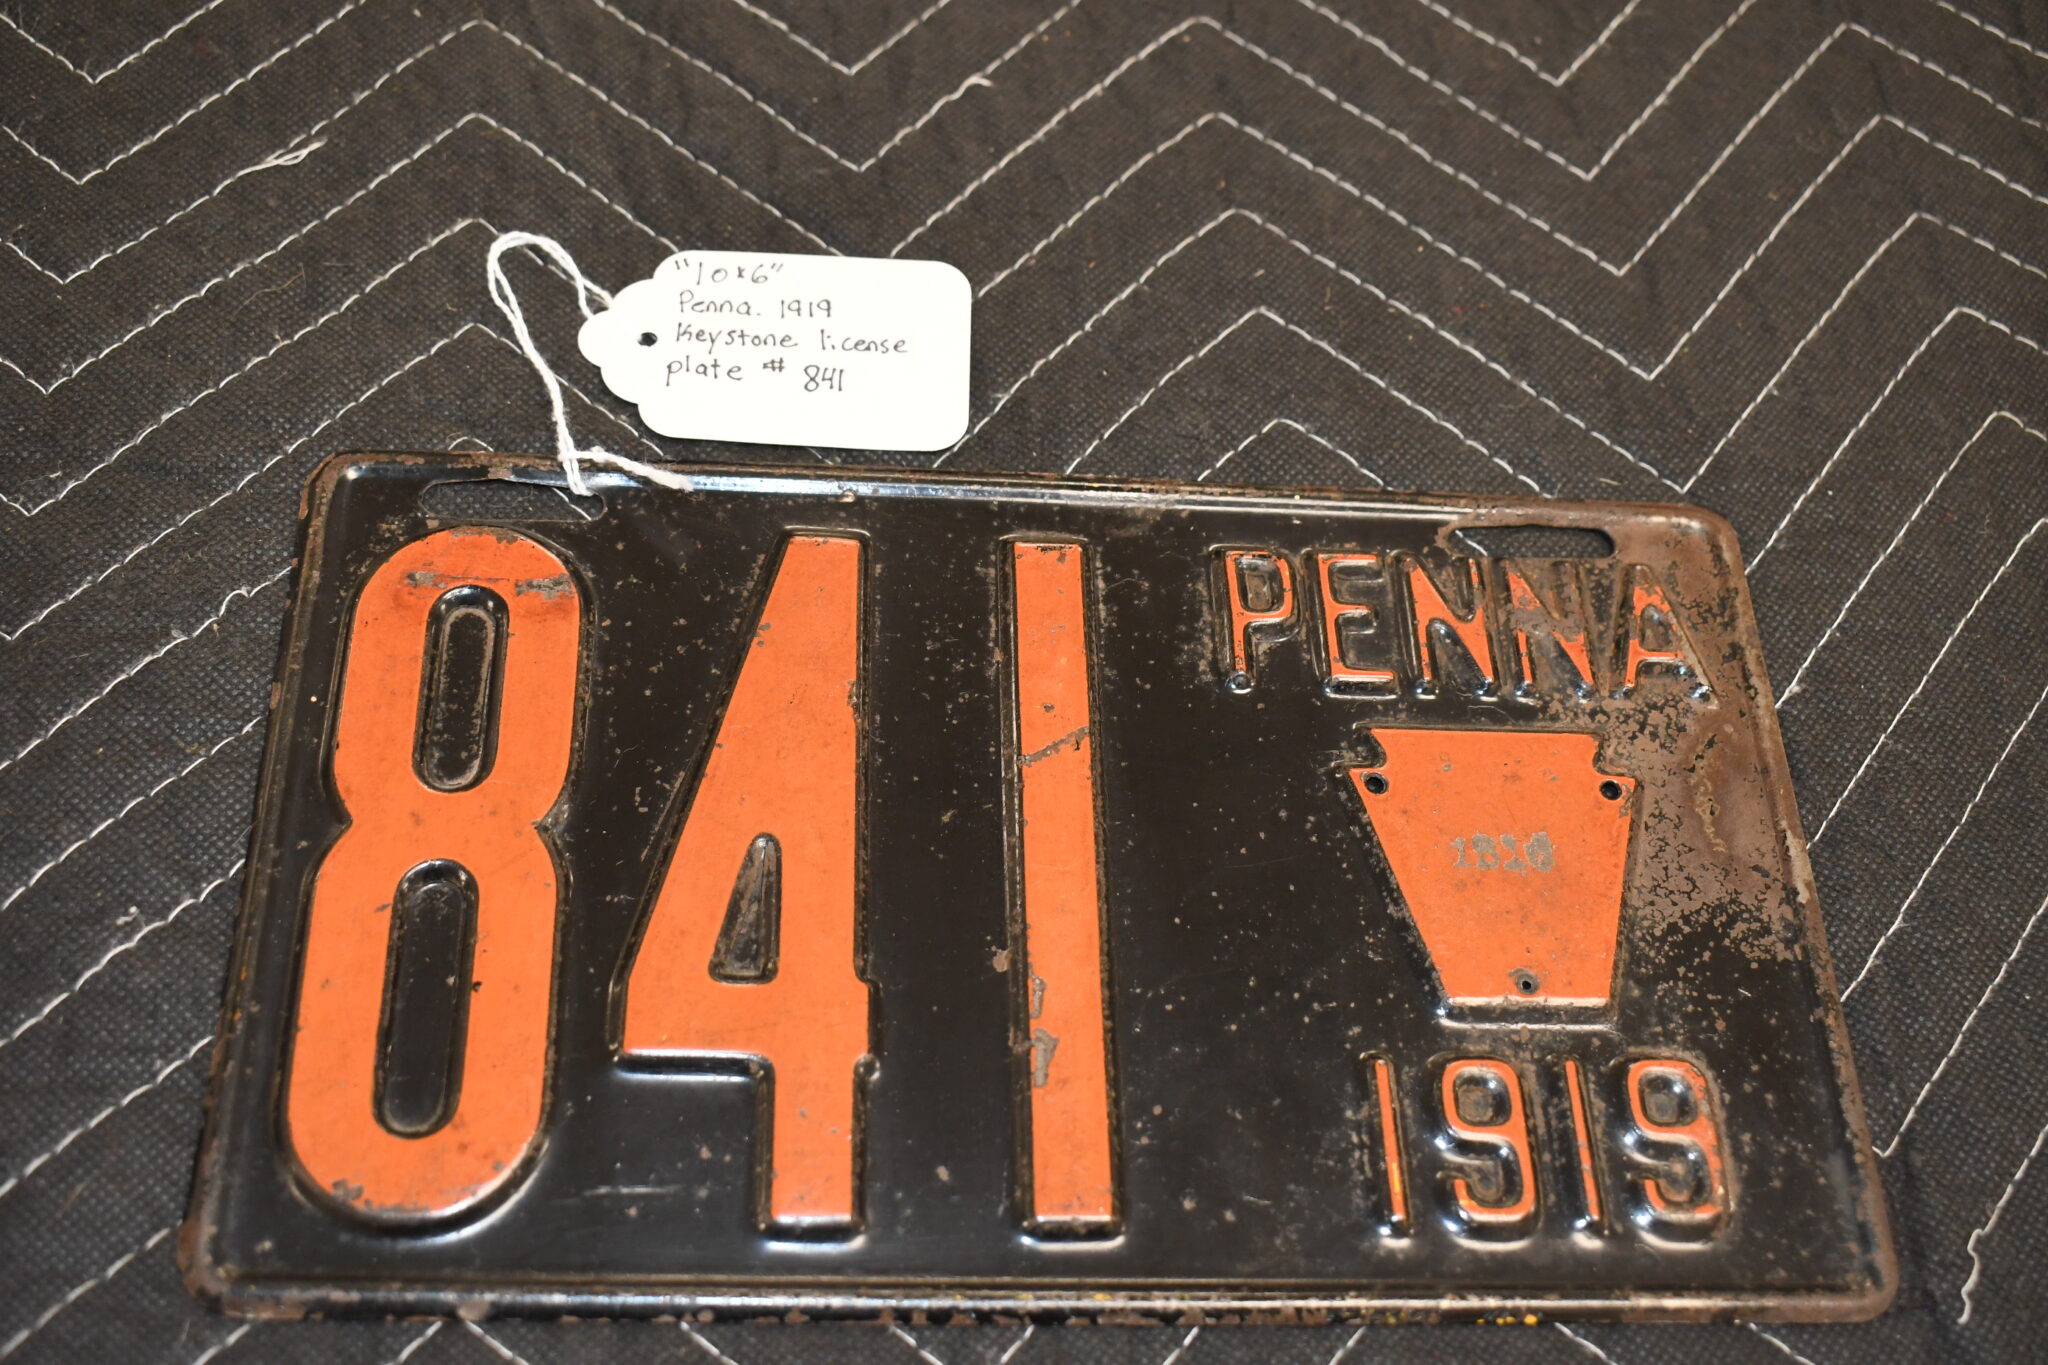 "10x6"
Penna. 1919
Keystone license
plate # 841
841
PENNA
1919